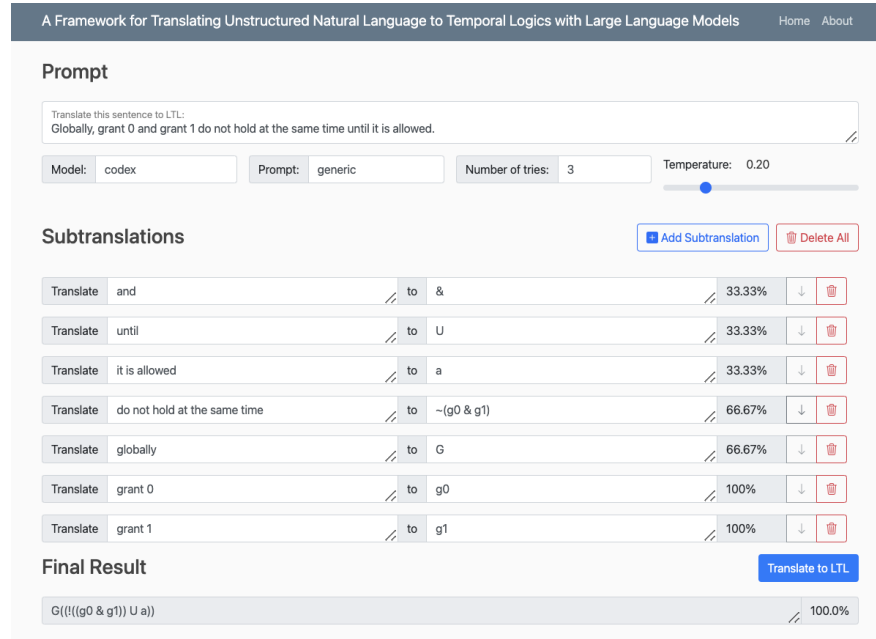 A Framework for Translating Unstructured Natural Language to Temporal Logics with Large Language Models Home About
Prompt
Translate this sentence to LTL:
Globally, grant 0 and grant 1 do not hold at the same time until it is allowed.
Model: codex Prompt: generic Number of tries: 3 Temperature: 0.20
Subtranslations Add Subtranslation Delete All
Translate and to & 33.33%
Translate until to U 33.33%
Translate it is allowed to a 33.33%
Translate do not hold at the same time to ~(g0 & g1) 66.67%
Translate globally to G 66.67%
Translate grant 0 to g0 100%
Translate grant 1 to g1 100%
Final Result Translate to LTL
G((!((g0 & g1)) U a)) 100.0%